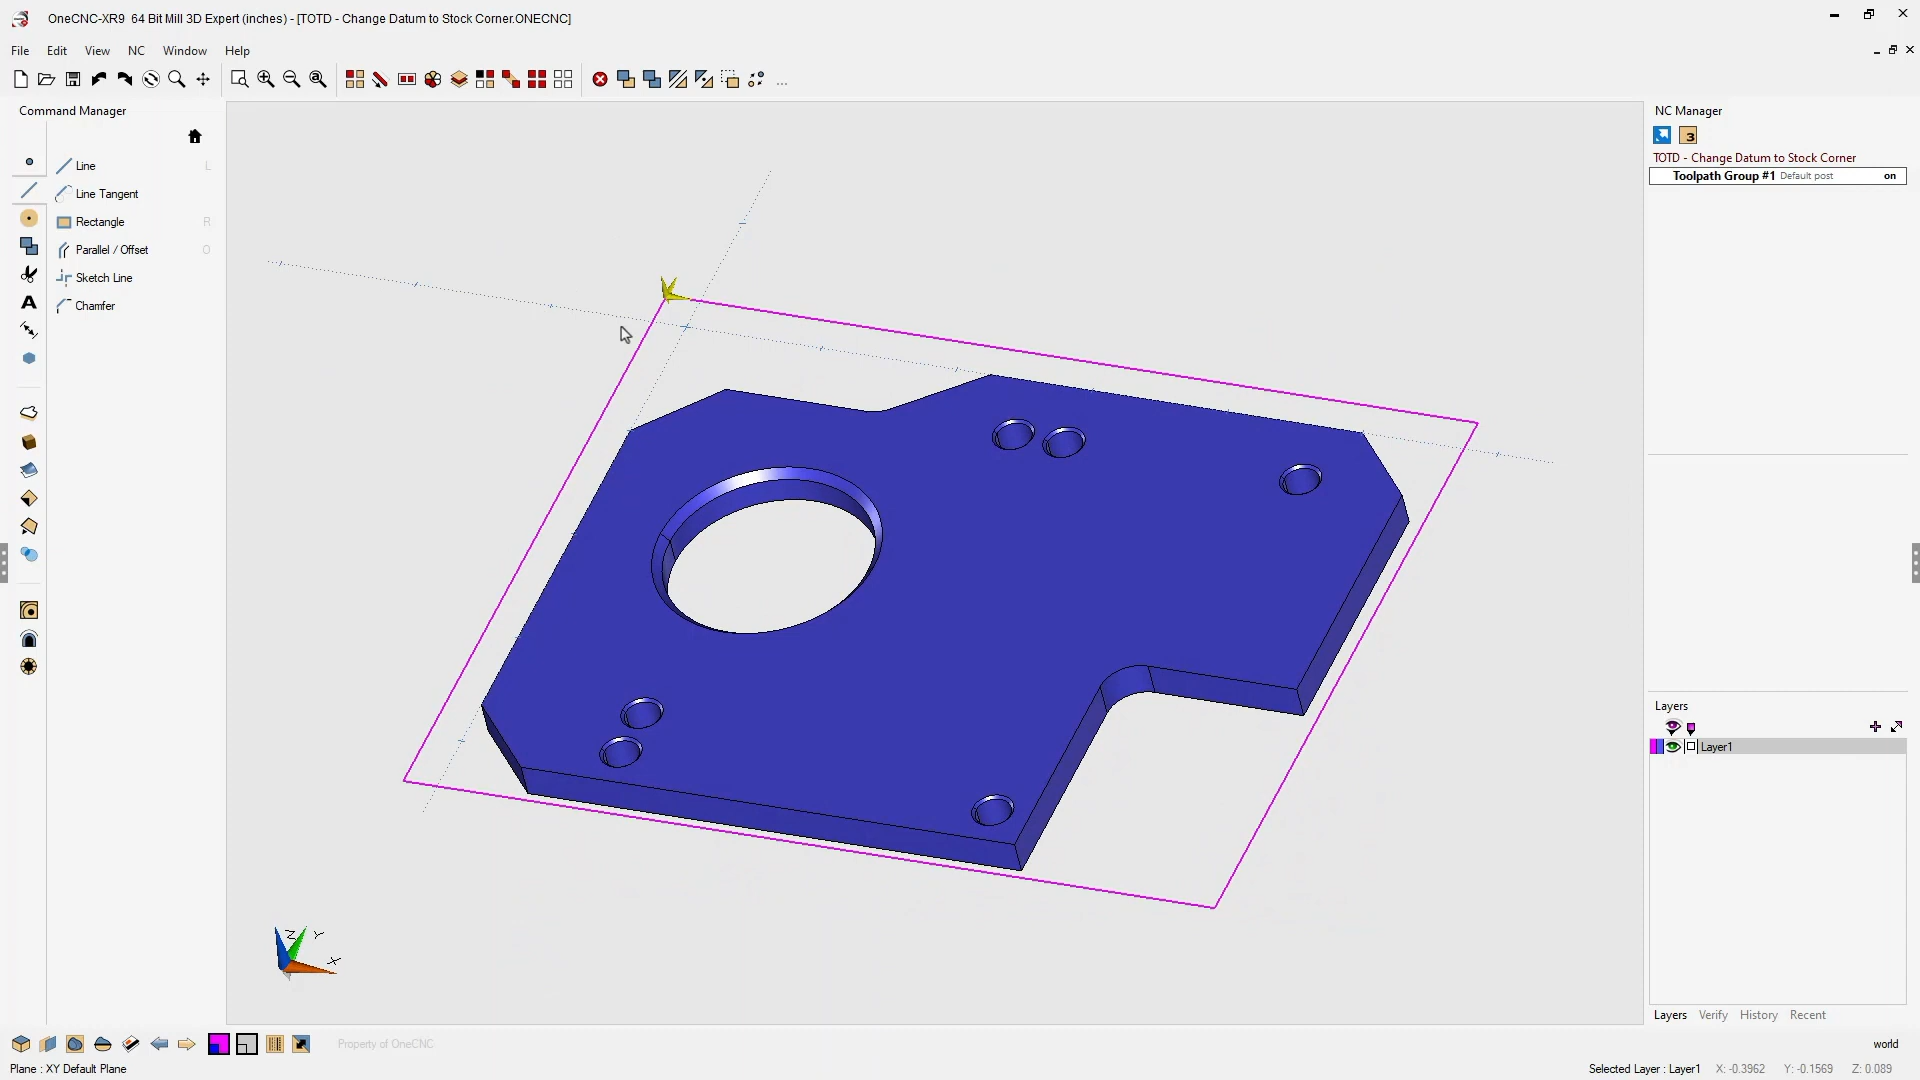 OneCNC-XR9 64 Bit Mill 3D Expert (inches) - [TOTD - Change Datum to Stock Corner.ONECNC]
File Edit View NC Window Help
...
Command Manager
Line L
Line Tangent
Rectangle R
Parallel / Offset O
Sketch Line
Chamfer
A
NC Manager
3
TOTD - Change Datum to Stock Corner
Toolpath Group #1 Default post on
Layers
Layer1
Z Y X
Layers Verify History Recent
Property of OneCNC
world
Plane : XY Default Plane
Selected Layer : Layer1 X: -0.3962 Y: -0.1569 Z: 0.089